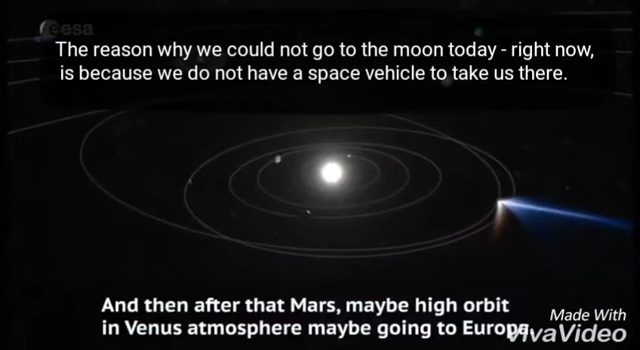 esa
The reason why we could not go to the moon today - right now,
is because we do not have a space vehicle to take us there.
And then after that Mars, maybe high orbit
in Venus atmosphere maybe going to Europe.
Made With
VivaVideo